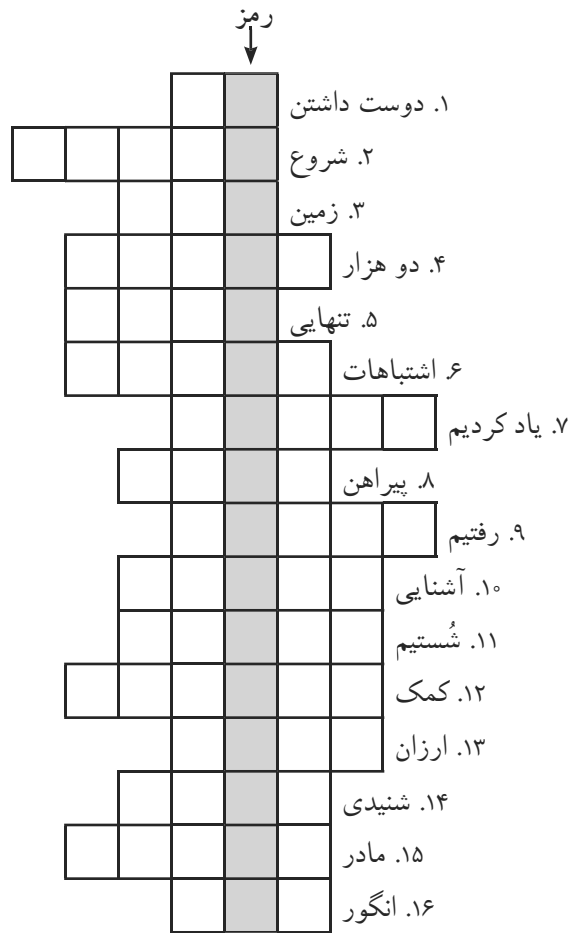 رمز
۱. دوست داشتن
۲. شروع
۳. زمین
۴. دو هزار
۵. تنهایی
۶. اشتباهات
۷. یاد کردیم
۸. پیراهن
۹. رفتیم
۱۰. آشنایی
۱۱. شُستیم
۱۲. کمک
۱۳. ارزان
۱۴. شنیدی
۱۵. مادر
۱۶. انگور